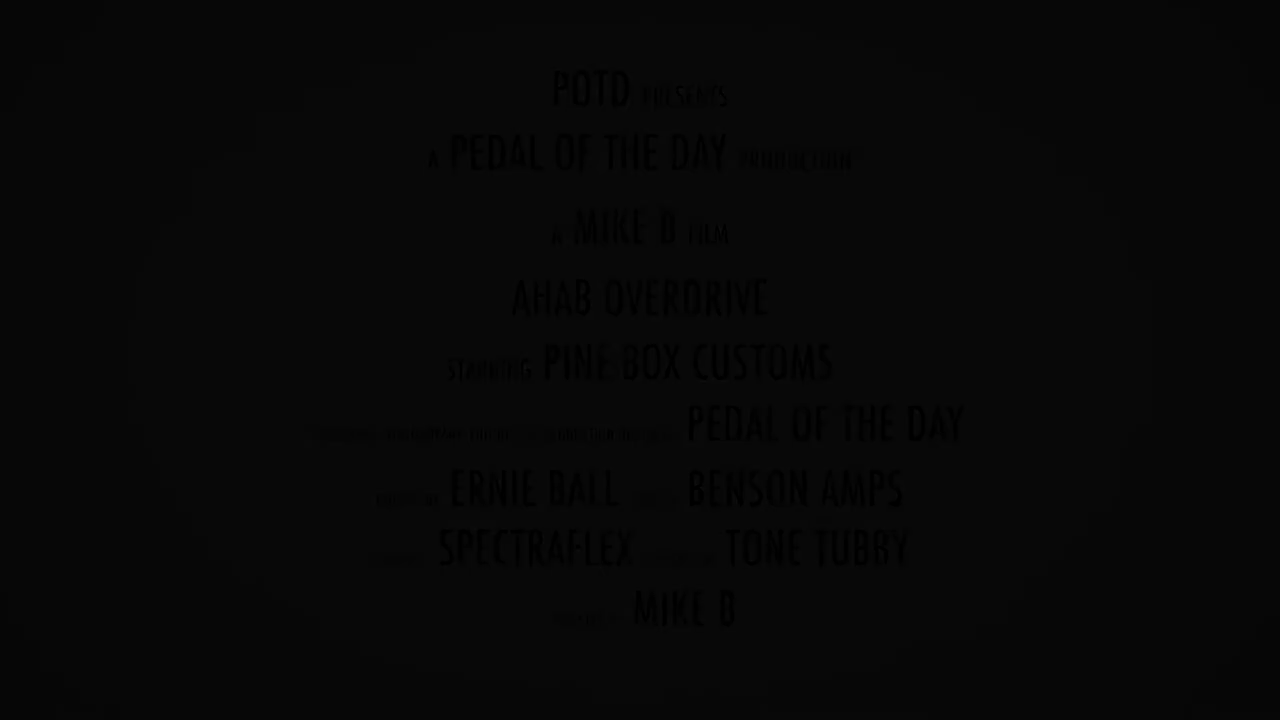 POTD PRESENTS
A PEDAL OF THE DAY PRODUCTION
A MIKE B FILM
AHAB OVERDRIVE
STARRING PINE-BOX CUSTOMS
PEDAL OF THE DAY
ERNIE BALL BENSON AMPS
SPECTRAFLEX TONE TUBBY
MIKE B